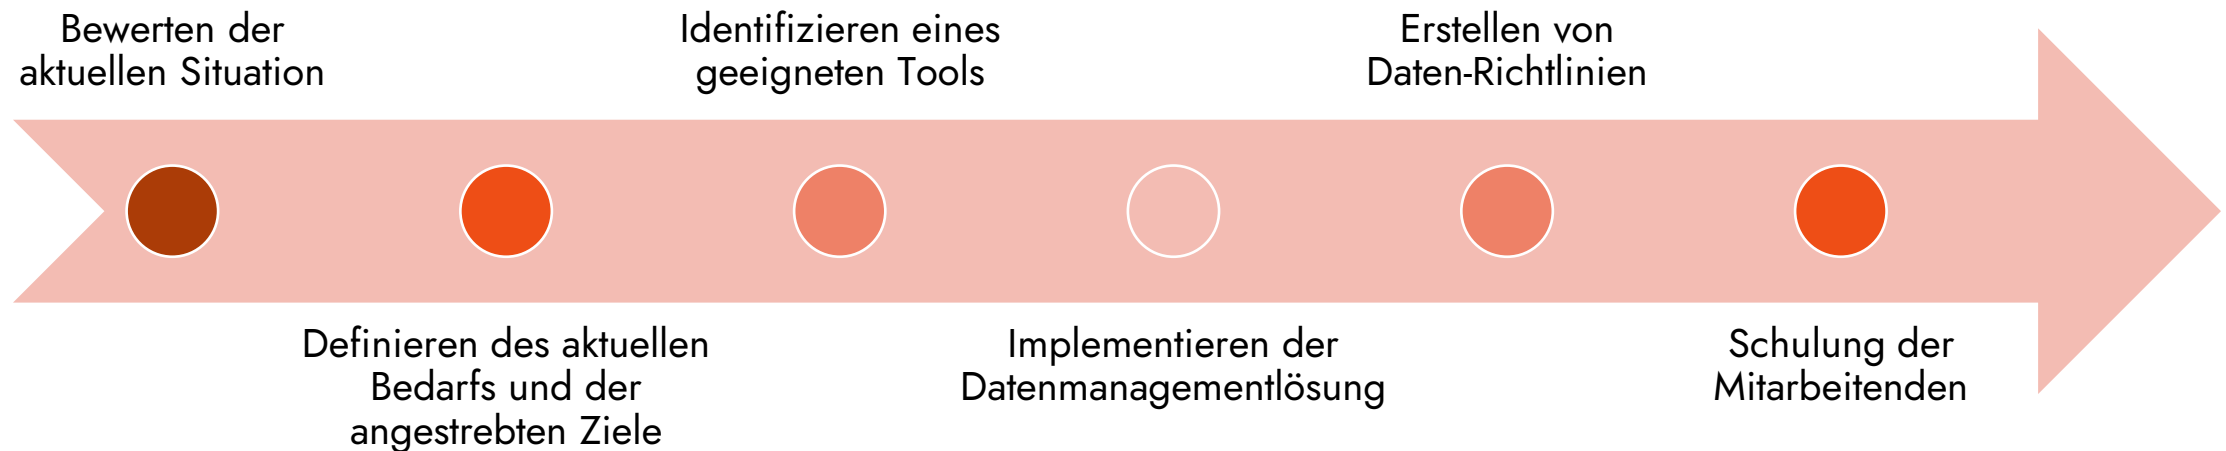 Bewerten der
aktuellen Situation
Definieren des aktuellen
Bedarfs und der
angestrebten Ziele
Identifizieren eines
geeigneten Tools
Implementieren der
Datenmanagementlösung
Erstellen von
Daten-Richtlinien
Schulung der
Mitarbeitenden